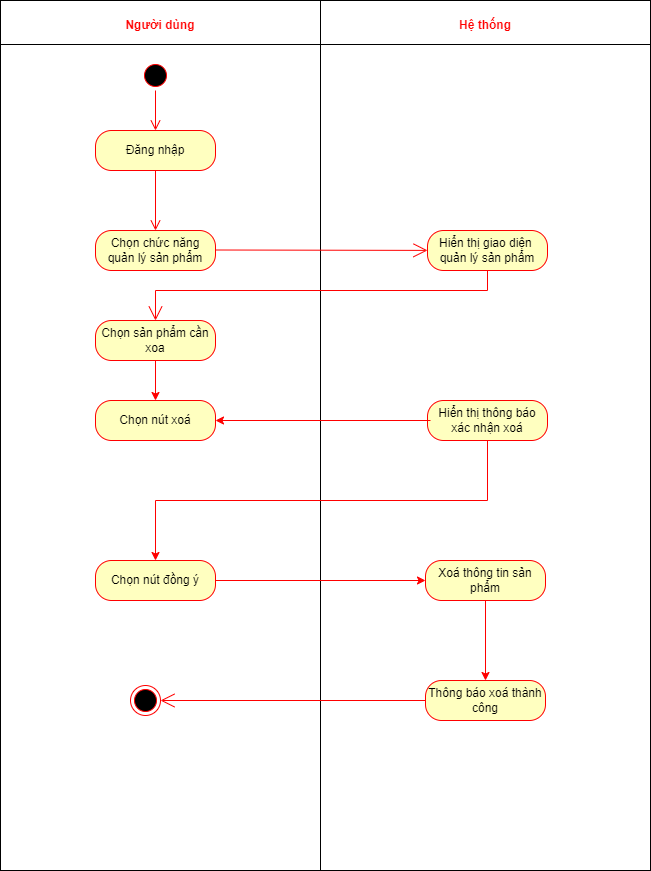 Người dùng
Hệ thống
Đăng nhập
Chọn chức năng
quản lý sản phẩm
Hiển thị giao diện
quản lý sản phẩm
Chọn sản phẩm cần
xoa
Chọn nút xoá
Hiển thị thông báo
xác nhận xoá
Chọn nút đồng ý
Xoá thông tin sản
phẩm
Thông báo xoá thành
công